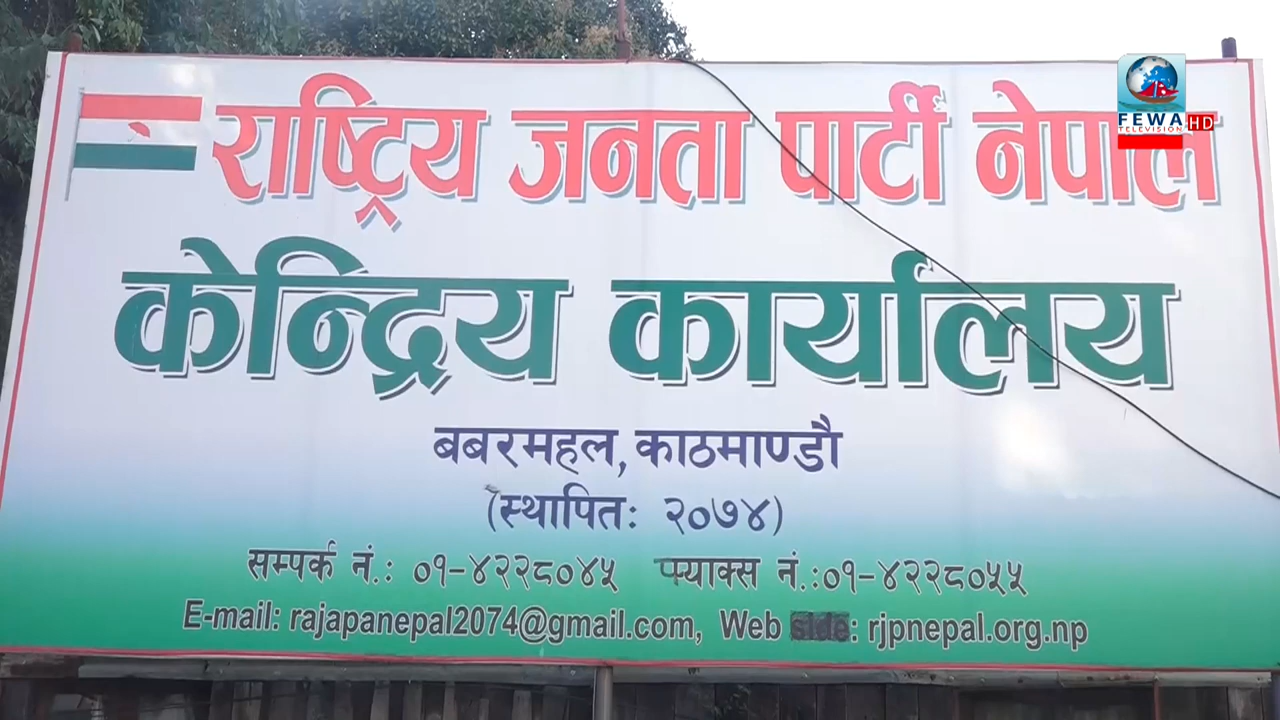 राष्ट्रिय जनता पार्टी नेपाल
केन्द्रिय कार्यालय
बबरमहल, काठमाण्डौ
(स्थापितः २०७४)
सम्पर्क नं.: ०१-४२२८०४५ फ्याक्स नं.:०१-४२२८०५५
E-mail: rajapanepal2074@gmail.com, Web side: rjpnepal.org.np
FEWA HD
TELEVISION